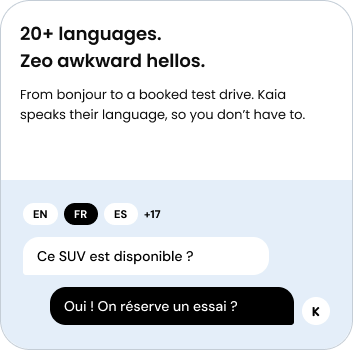 20+ languages.
Zeo awkward hellos.
From bonjour to a booked test drive. Kaia
speaks their language, so you don't have to.
EN FR ES +17
Ce SUV est disponible ?
Oui ! On réserve un essai ?
K